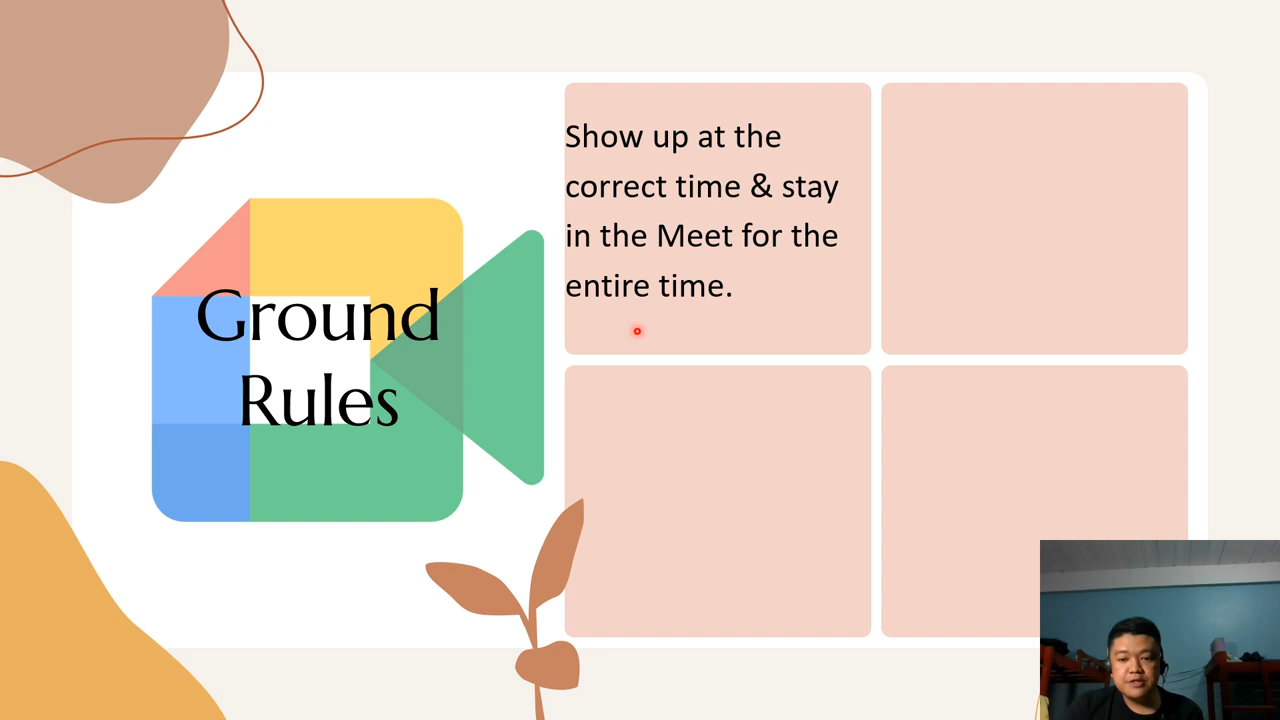 Ground
Rules
Show up at the
correct time & stay
in the Meet for the
entire time.